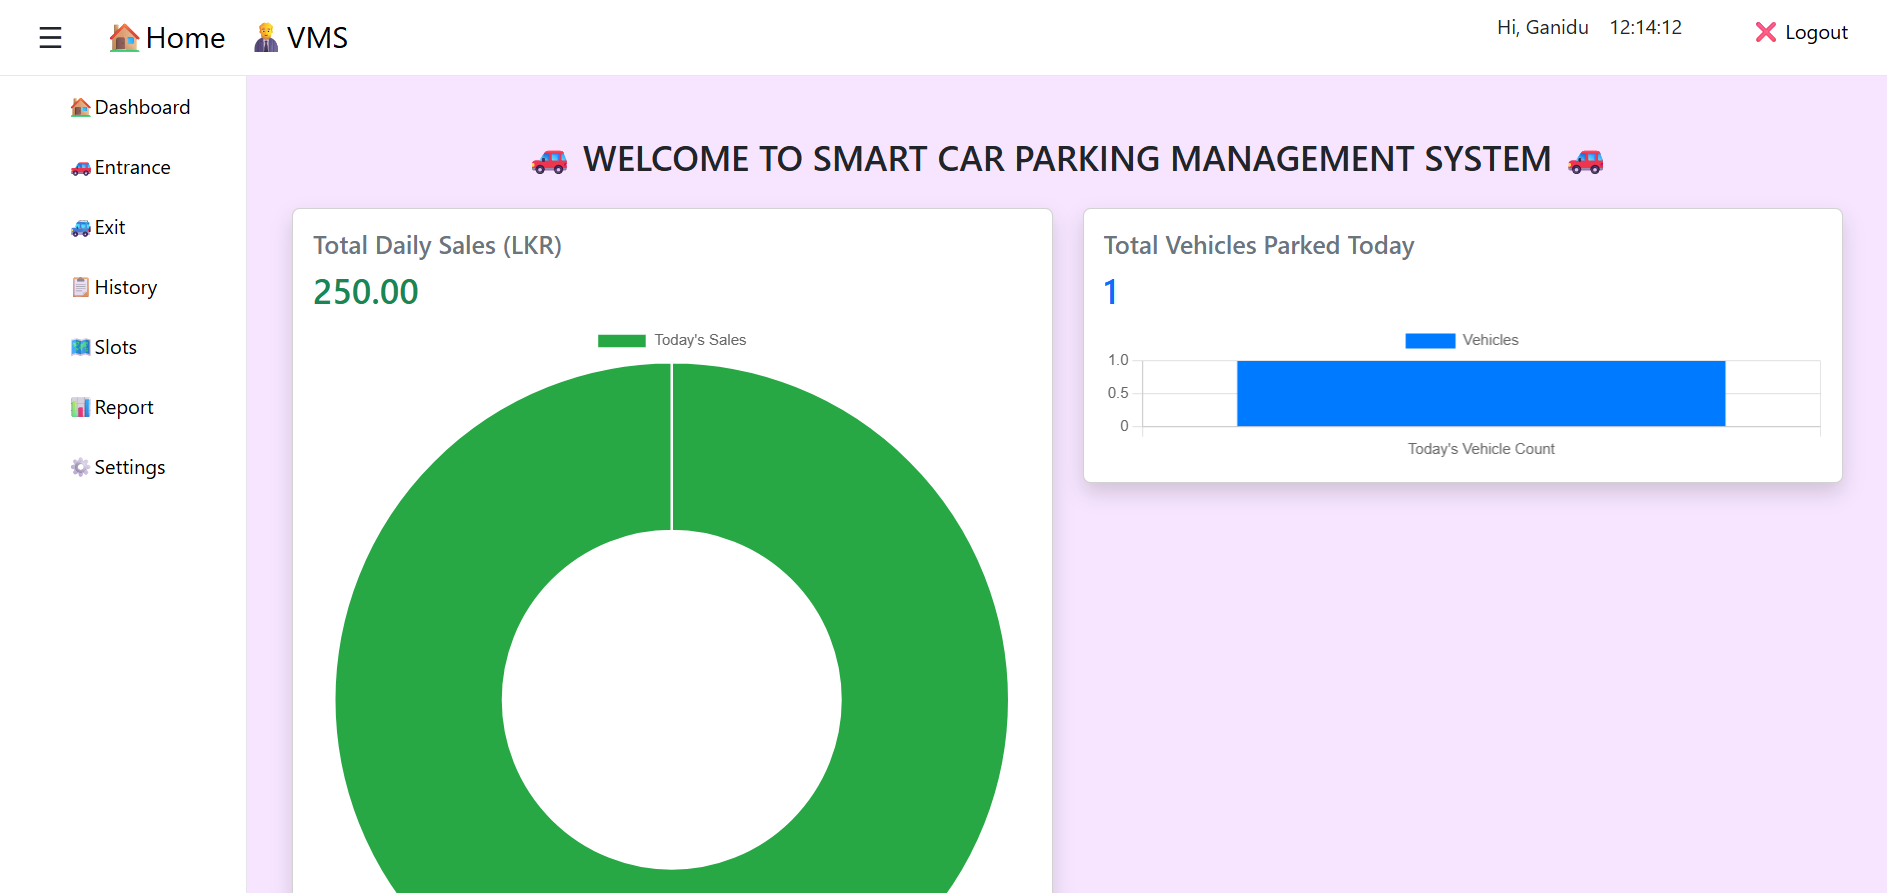 ☰ 🏠Home 👨‍💼VMS Hi, Ganidu 12:14:12 ❌ Logout
🏠Dashboard
🚗Entrance
🚙Exit
📋History
🗺️Slots
📊Report
⚙️Settings
🚗 WELCOME TO SMART CAR PARKING MANAGEMENT SYSTEM 🚗
Total Daily Sales (LKR)
250.00
Today's Sales
Total Vehicles Parked Today
1
Vehicles
1.0
0.5
0
Today's Vehicle Count